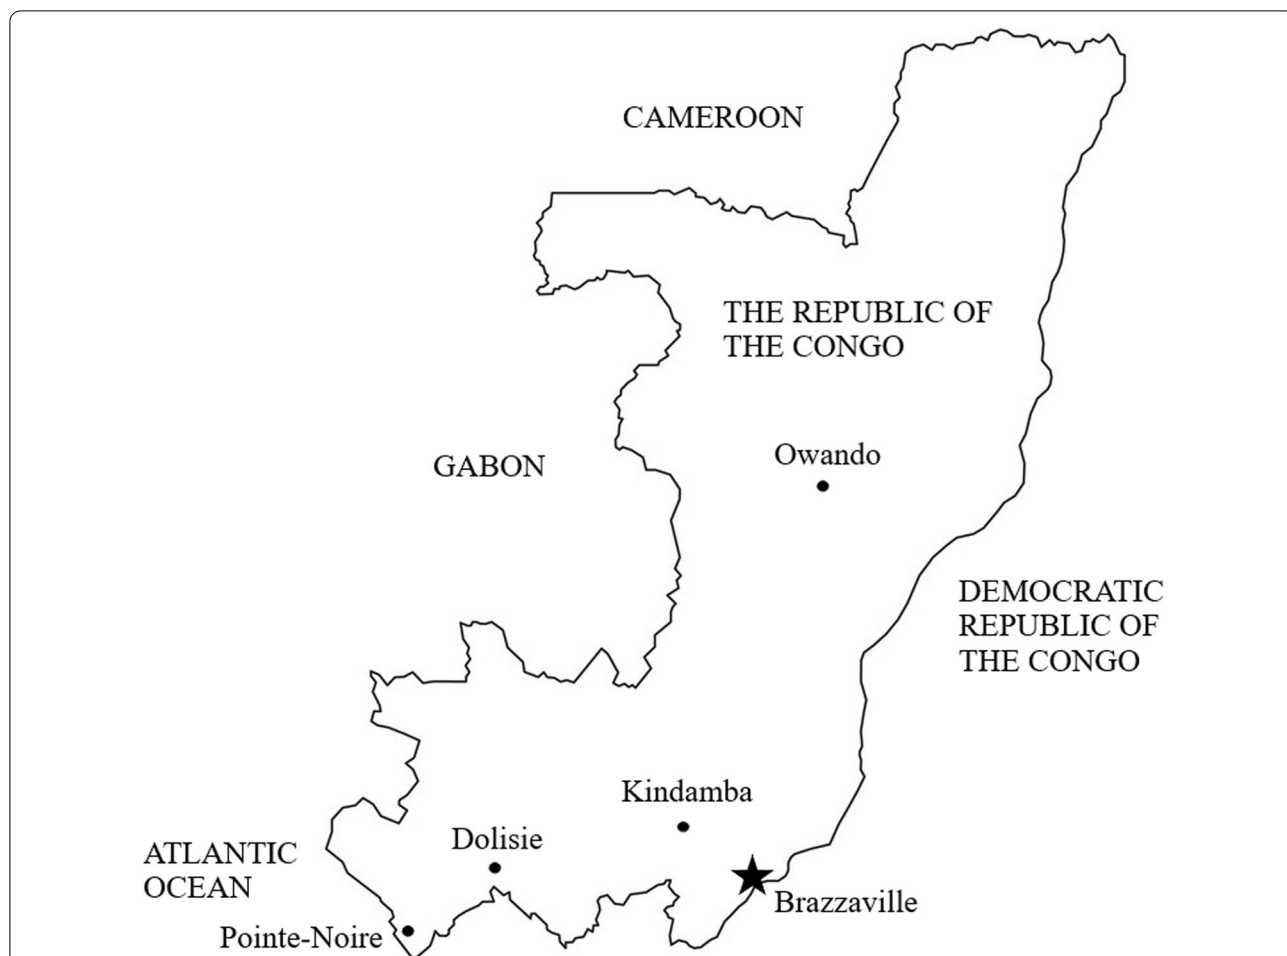 CAMEROON
THE REPUBLIC OF
THE CONGO
Owando
GABON
DEMOCRATIC
REPUBLIC OF
THE CONGO
Kindamba
Dolisie
ATLANTIC
OCEAN
Brazzaville
Pointe-Noire